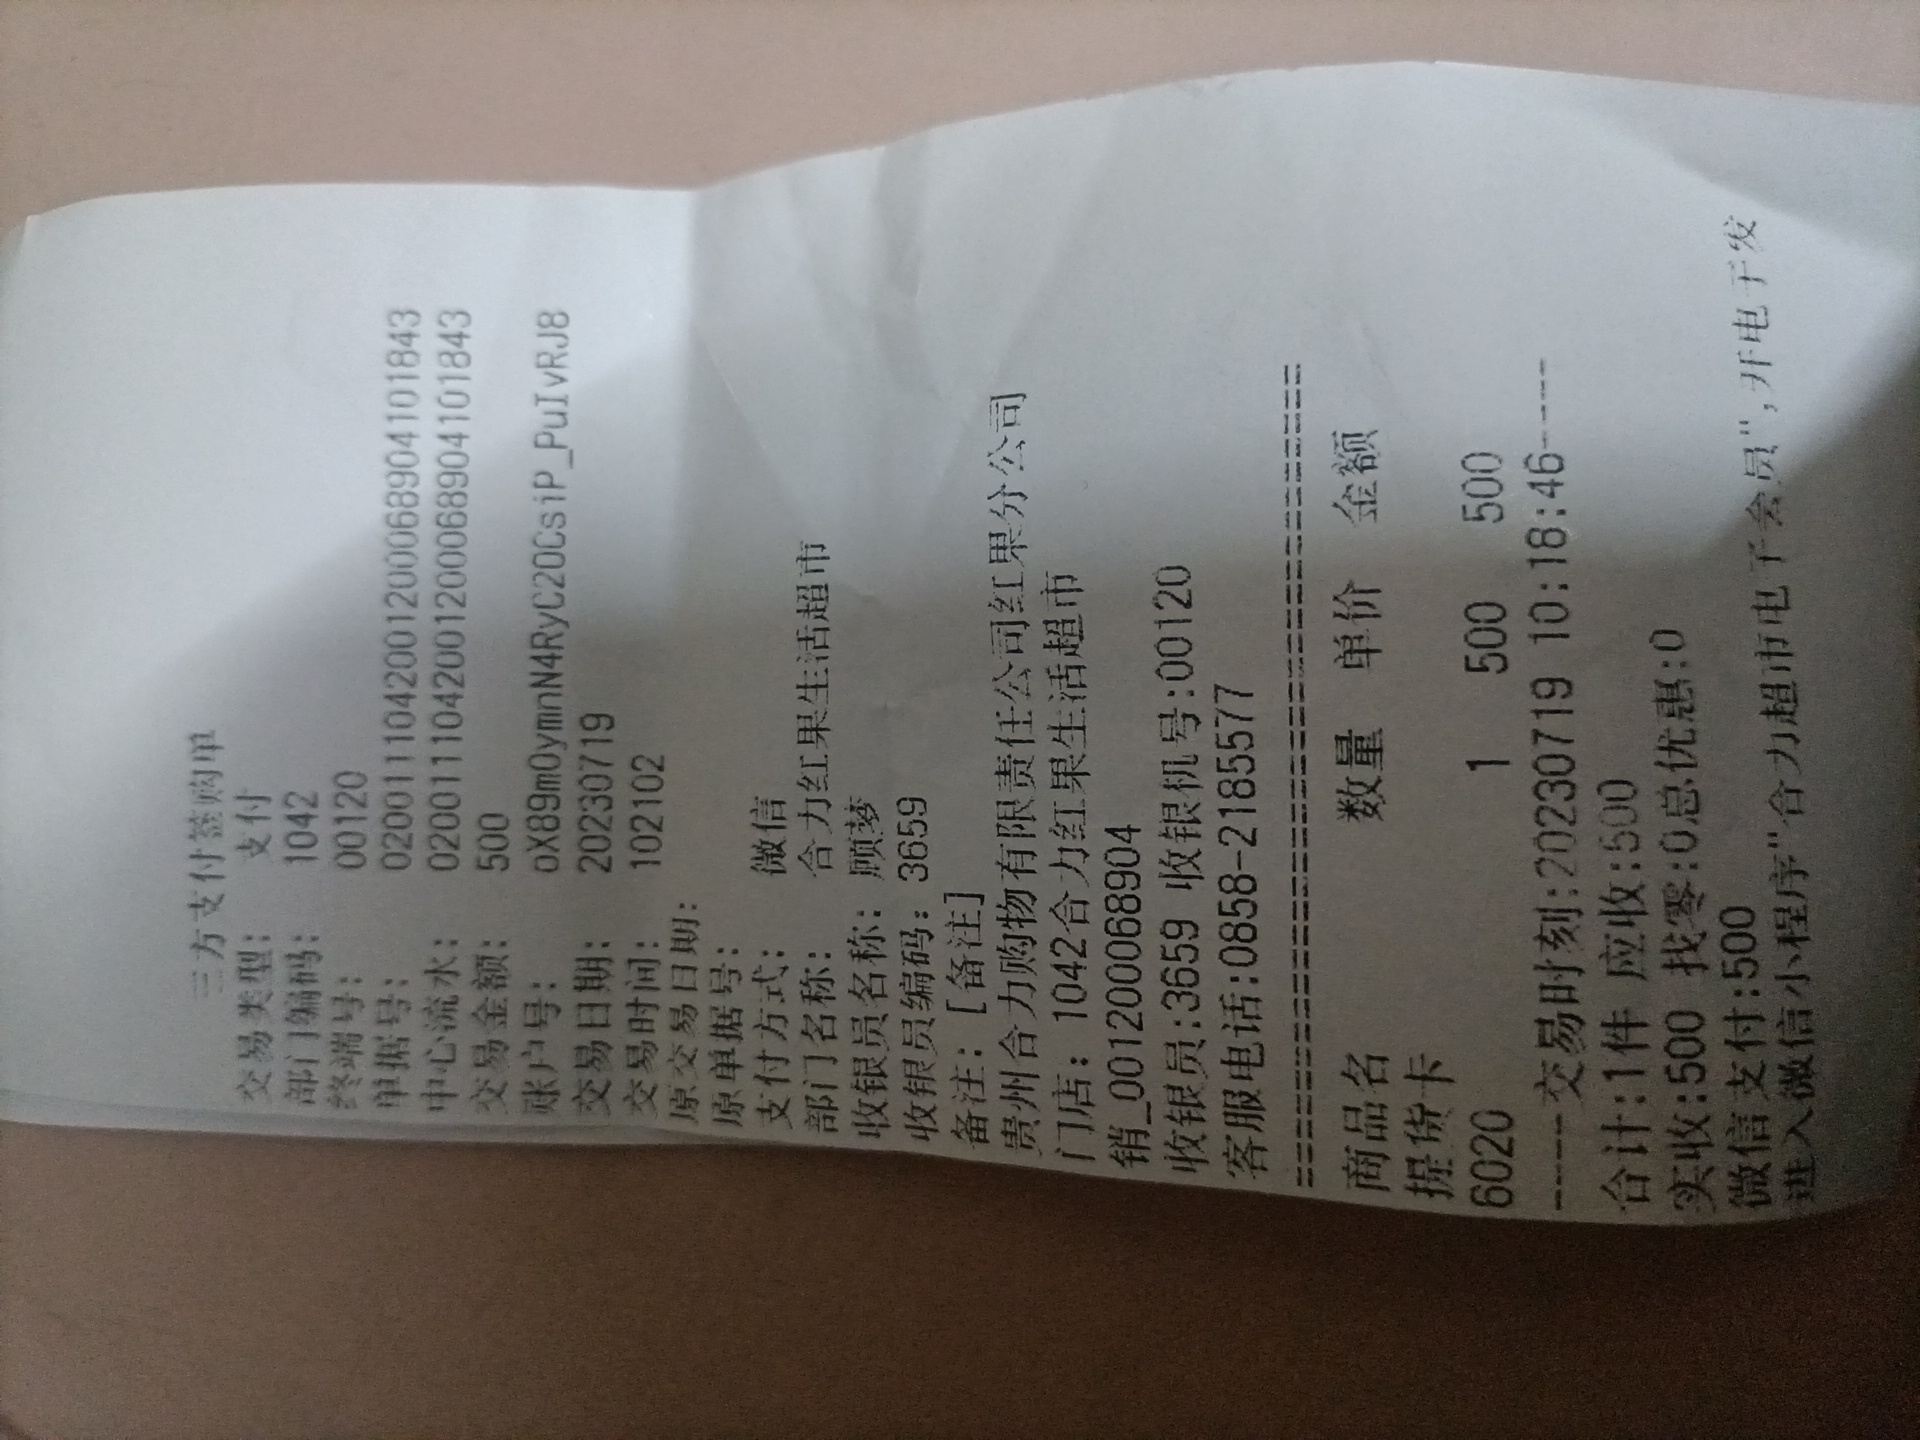 三方支付签购单
交易类型: 支付
部门编码: 1042
终端号: 00120
单据号: 020011104200120006890410​1843
中心流水: 0200111042001200068904101843
交易金额: 500
账户号: oX89mOymnN4RyC20CsiP_PuIvRJ8
交易日期: 20230719
交易时间: 102102
原交易日期:
原单据号:
支付方式: 微信
部门名称: 合力红果生活超市
收银员名称: 顾梦
收银员编码: 3659
备注: [备注]
贵州合力购物有限责任公司红果分公司
门店: 1042合力红果生活超市
销_00120006​8904
收银员:3659 收银机号:00120
客服电话:0858-2185577
商品名 数量 单价 金额
提货卡
6020 1 500 500
-----交易时刻:20230719 10:18:46----
合计:1件 应收:500
实收:500 找零:0总优惠:0
微信支付:500
进入微信小程序"合力超市电子会员",开电子发